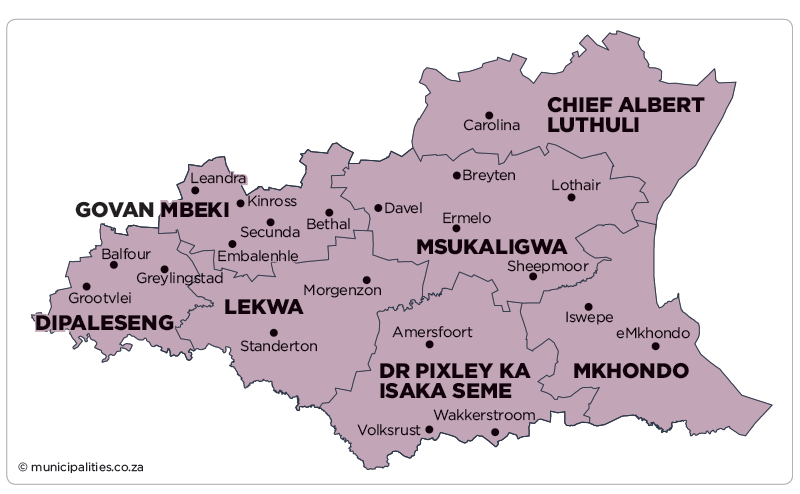 CHIEF ALBERT
LUTHULI
Carolina
Breyten
Lothair
Leandra
Kinross
GOVAN MBEKI
Davel
Secunda
Bethal
Ermelo
MSUKALIGWA
Embalenhle
Balfour
Sheepmoor
Greylingstad
Grootvlei
Morgenzon
LEKWA
Iswepe
DIPALESENG
Amersfoort
eMkhondo
Standerton
DR PIXLEY KA
ISAKA SEME
MKHONDO
Wakkerstroom
Volksrust
© municipalities.co.za